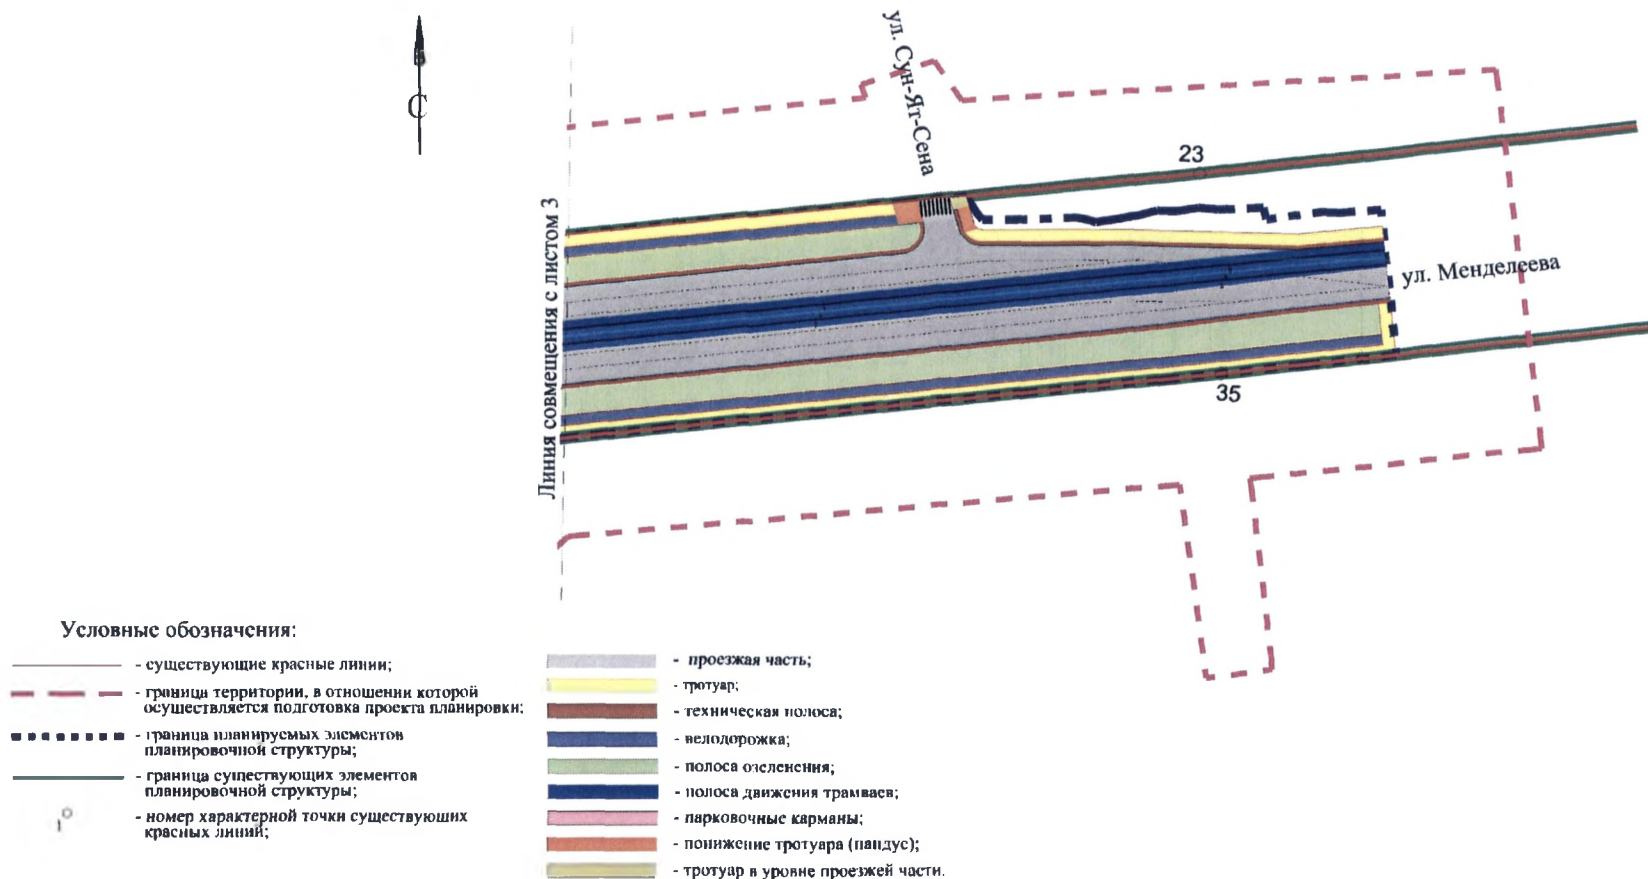 С
ул. Сун-Ят-Сена
23
Линия совмещения с листом 3
ул. Менделеева
35
Условные обозначения:
- существующие красные линии;
- граница территории, в отношении которой
осуществляется подготовка проекта планировки;
- граница планируемых элементов
планировочной структуры;
- граница существующих элементов
планировочной структуры;
1
- номер характерной точки существующих
красных линий;
- проезжая часть;
- тротуар;
- техническая полоса;
- велодорожка;
- полоса озеленения;
- полоса движения трамваев;
- парковочные карманы;
- понижение тротуара (пандус);
- тротуар в уровне проезжей части.